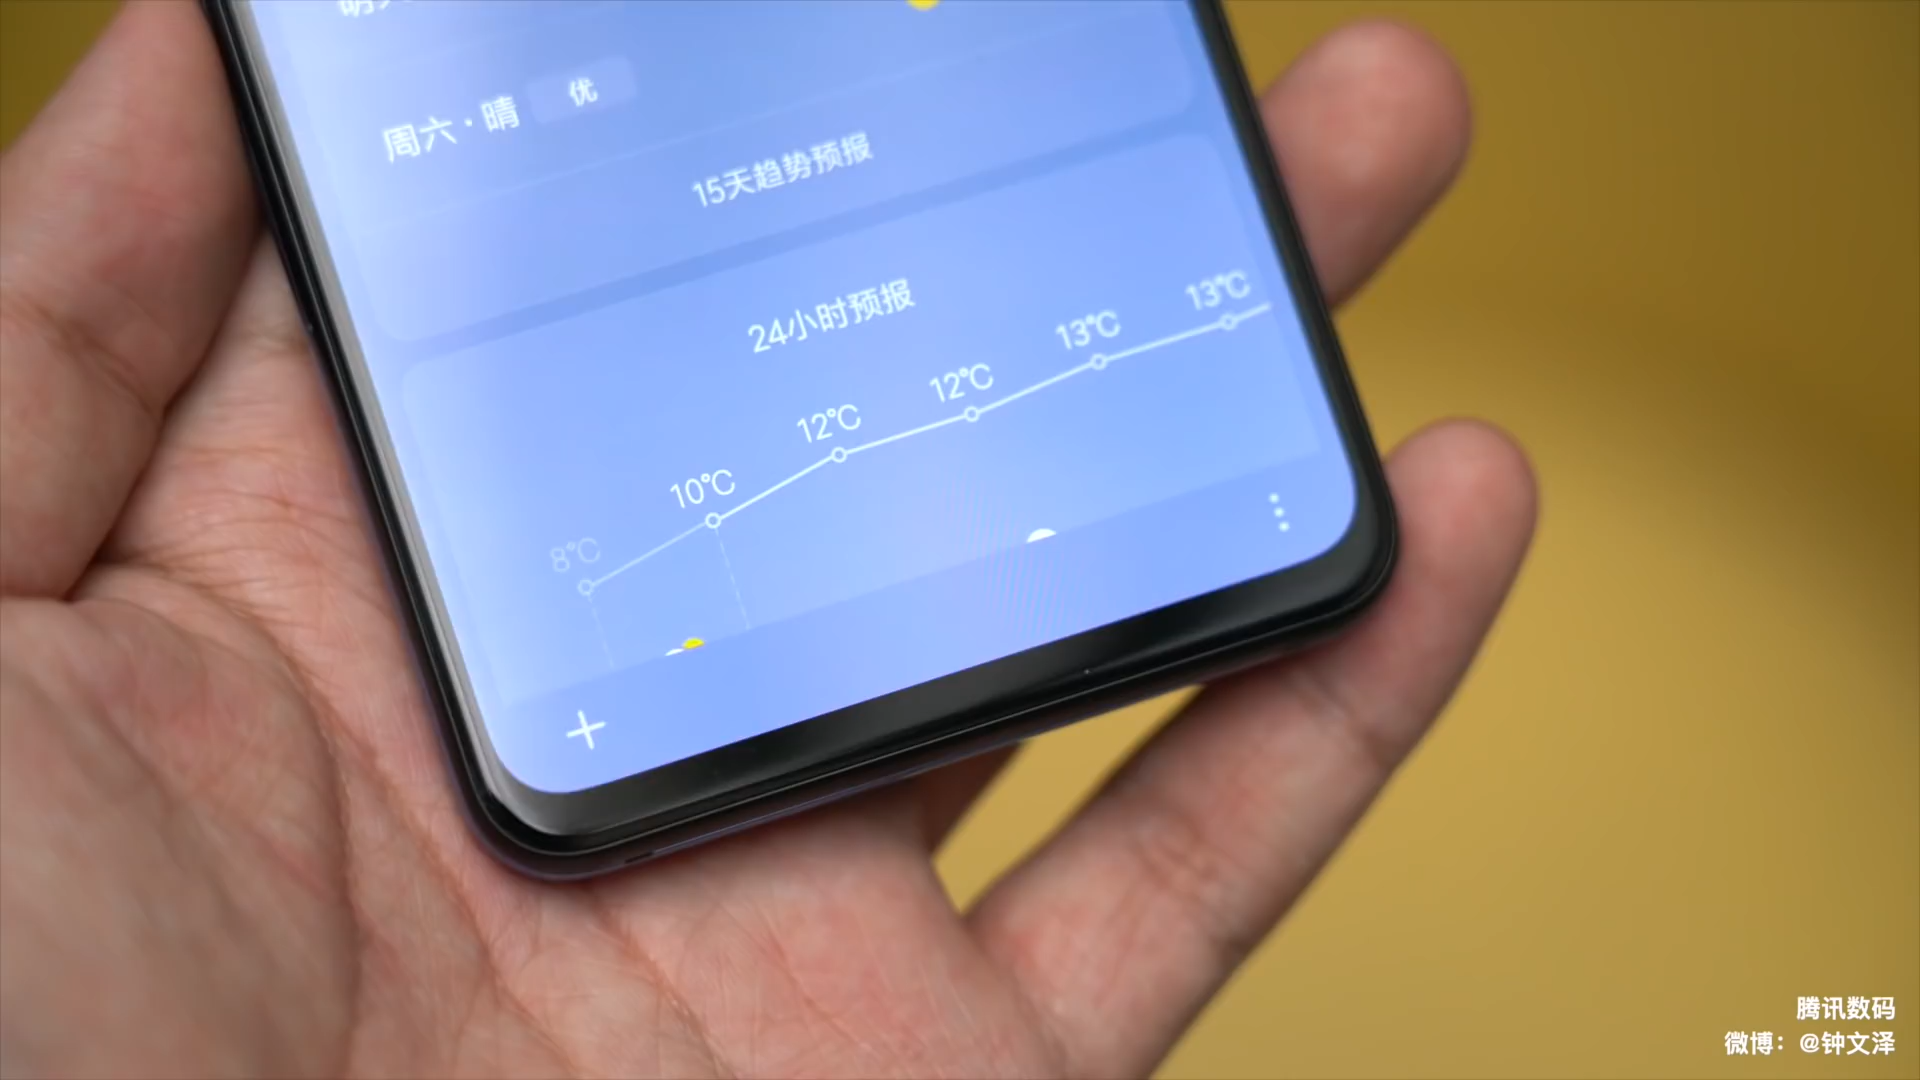 周六·晴 优
15天趋势预报
24小时预报
8℃ 10℃ 12℃ 12℃ 13℃ 13℃
腾讯数码
微博：@钟文泽